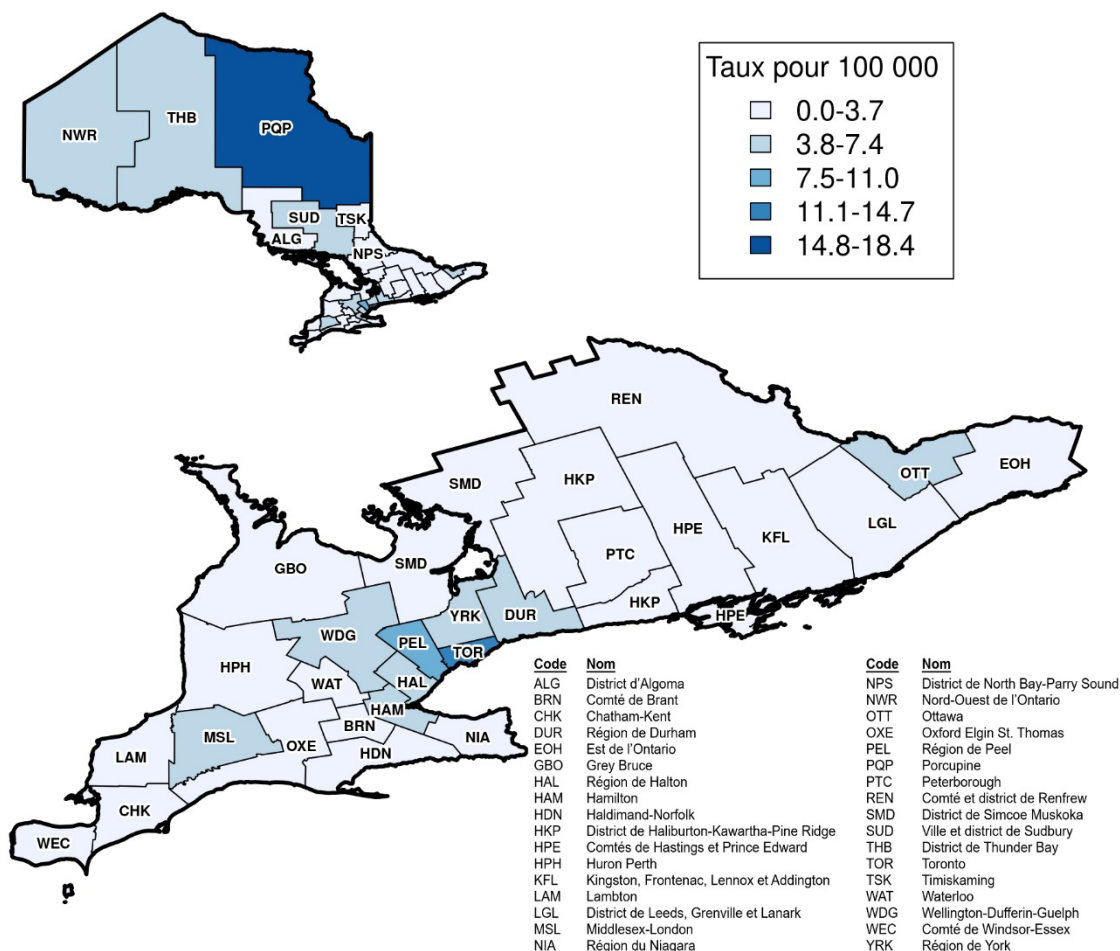 Taux pour 100 000
0.0-3.7
3.8-7.4
7.5-11.0
11.1-14.7
14.8-18.4
NWR
THB
PQP
SUD
TSK
ALG
NPS
REN
OTT
EOH
SMD
HKP
LGL
HPE
KFL
PTC
GBO
SMD
HKP
HPE
YRK
DUR
WDG
PEL
TOR
HPH
HAL
WAT
HAM
BRN
NIA
MSL
OXE
HDN
LAM
CHK
WEC
Code Nom
ALG District d'Algoma
BRN Comté de Brant
CHK Chatham-Kent
DUR Région de Durham
EOH Est de l'Ontario
GBO Grey Bruce
HAL Région de Halton
HAM Hamilton
HDN Haldimand-Norfolk
HKP District de Haliburton-Kawartha-Pine Ridge
HPE Comtés de Hastings et Prince Edward
HPH Huron Perth
KFL Kingston, Frontenac, Lennox et Addington
LAM Lambton
LGL District de Leeds, Grenville et Lanark
MSL Middlesex-London
NIA Région du Niagara
Code Nom
NPS District de North Bay-Parry Sound
NWR Nord-Ouest de l'Ontario
OTT Ottawa
OXE Oxford Elgin St. Thomas
PEL Région de Peel
PQP Porcupine
PTC Peterborough
REN Comté et district de Renfrew
SMD District de Simcoe Muskoka
SUD Ville et district de Sudbury
THB District de Thunder Bay
TOR Toronto
TSK Timiskaming
WAT Waterloo
WDG Wellington-Dufferin-Guelph
WEC Comté de Windsor-Essex
YRK Région de York